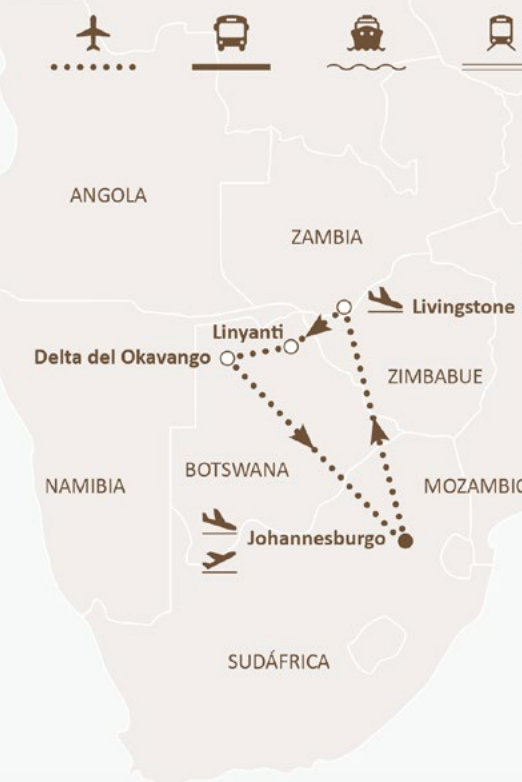 ANGOLA
ZAMBIA
Livingstone
Linyanti
Delta del Okavango
ZIMBABUE
BOTSWANA
NAMIBIA
MOZAMBIC
Johannesburgo
SUDÁFRICA